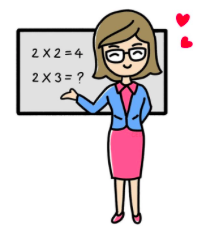 2 X 2 = 4
2 X 3 = ?